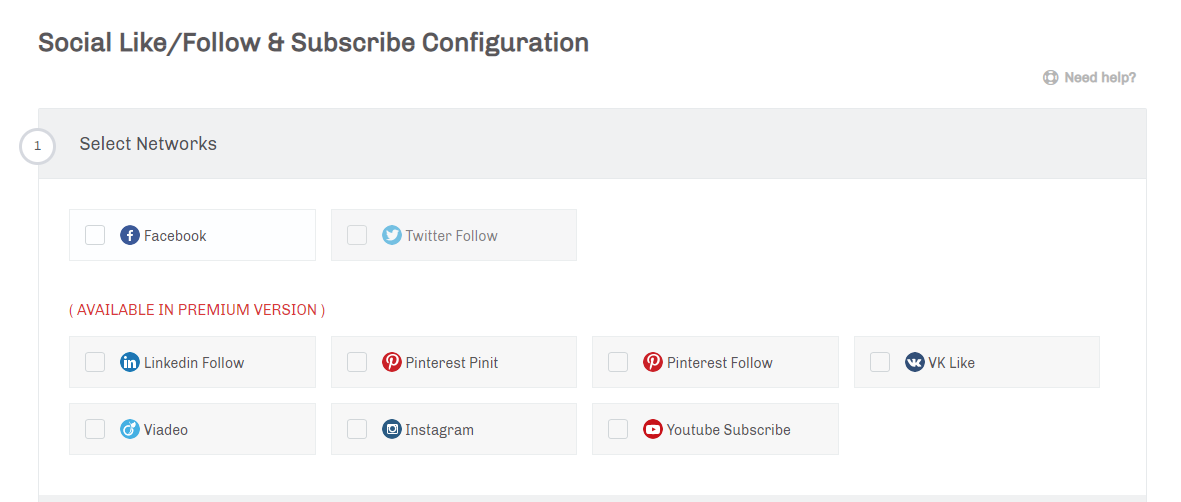 Social Like/Follow & Subscribe Configuration
Need help?
1 Select Networks
Facebook Twitter Follow
( AVAILABLE IN PREMIUM VERSION )
Linkedin Follow Pinterest Pinit Pinterest Follow VK Like
Viadeo Instagram Youtube Subscribe